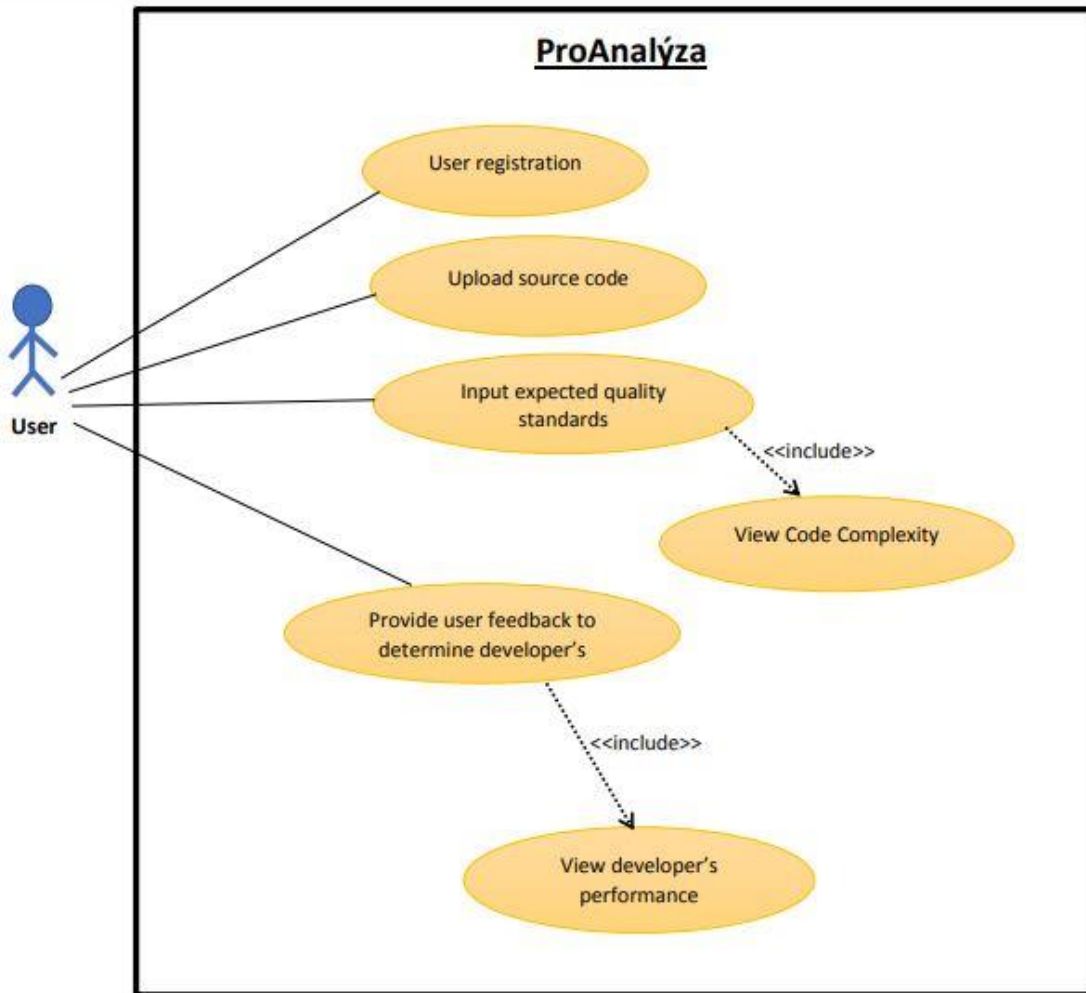 ProAnalýza
User registration
Upload source code
Input expected quality
standards
User
<<include>>
View Code Complexity
Provide user feedback to
determine developer's
<<include>>
View developer's
performance